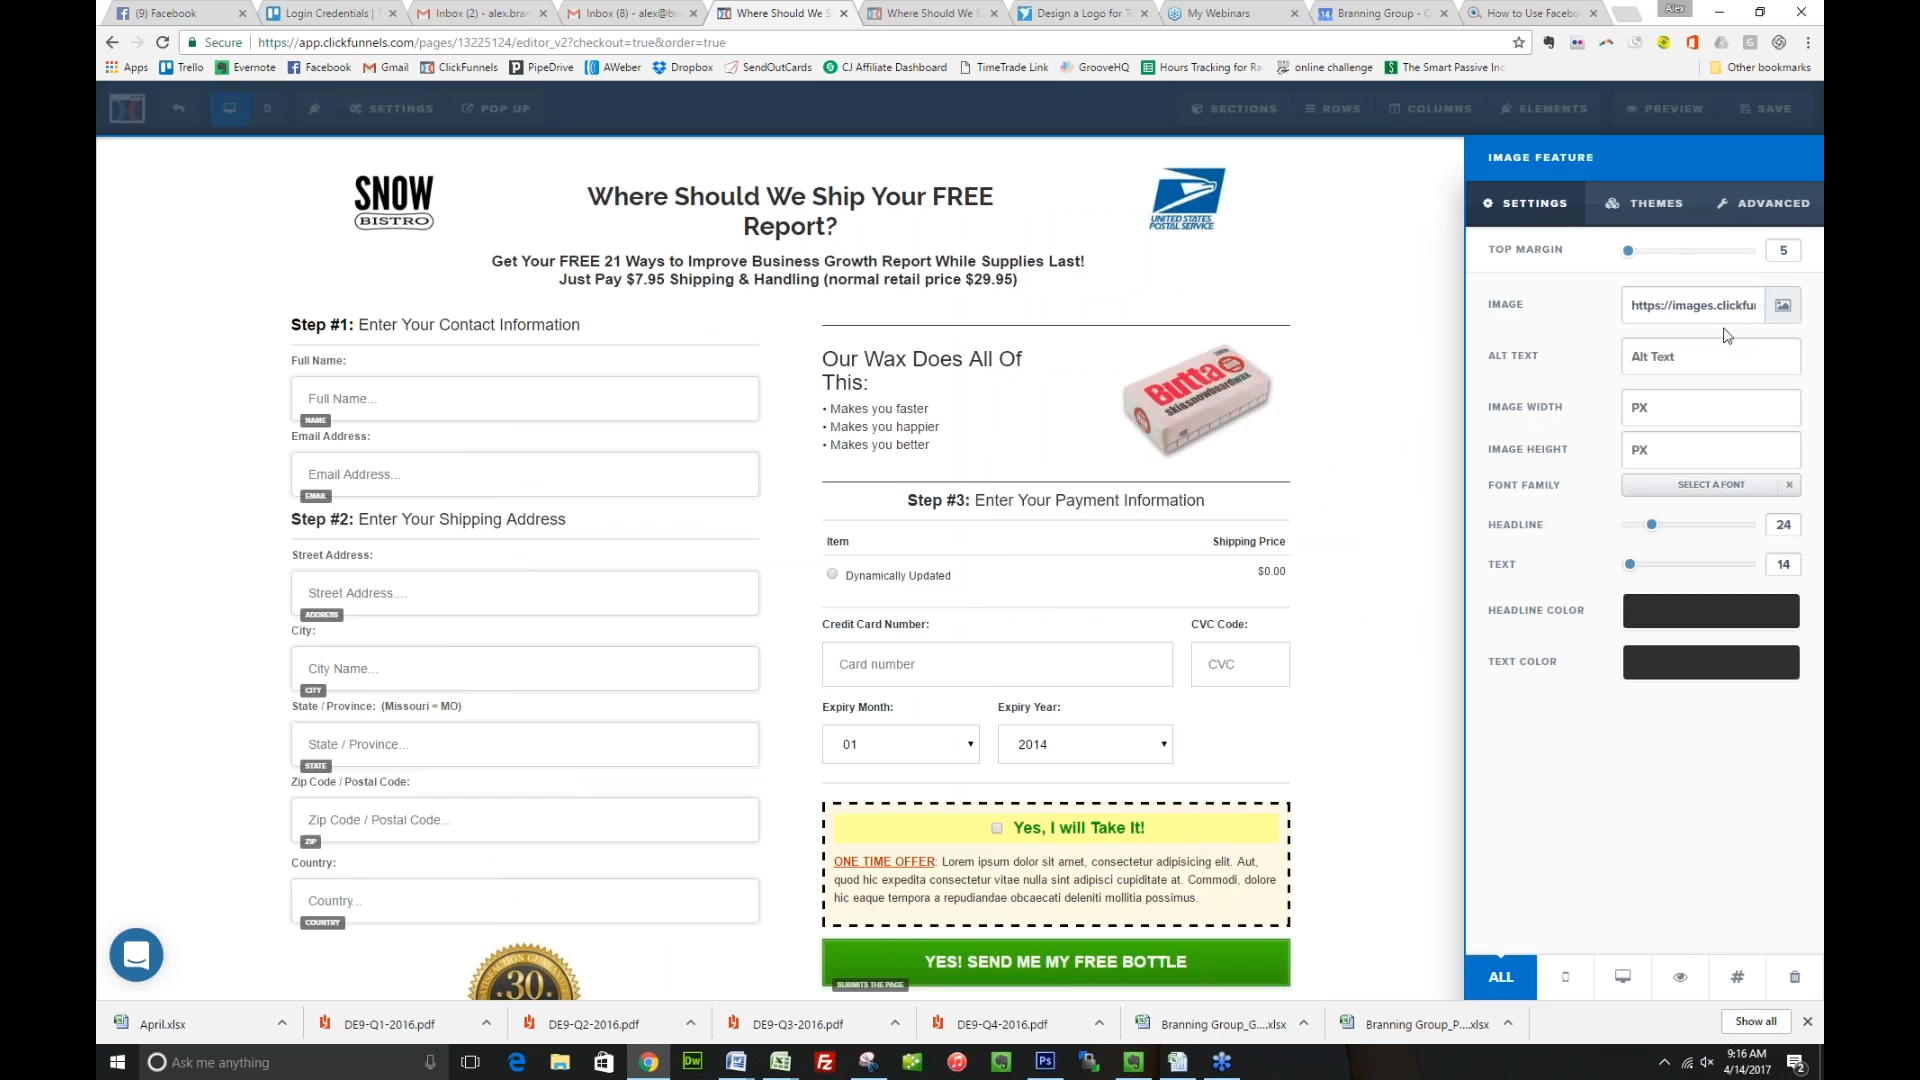 (9) Facebook
Login Credentials | T
Inbox (2) - alex.bran
Inbox (8) - alex@bra
Where Should We S
Where Should We S
Design a Logo for T
My Webinars
Branning Group - C
How to Use Facebo
Alex
Secure
https://app.clickfunnels.com/pages/13225124/editor_v2?checkout=true&order=true
Apps
Trello
Evernote
Facebook
Gmail
ClickFunnels
PipeDrive
AWeber
Dropbox
SendOutCards
CJ Affiliate Dashboard
TimeTrade Link
GrooveHQ
Hours Tracking for Ra
online challenge
The Smart Passive Inc
Other bookmarks
SETTINGS
POP UP
SECTIONS
ROWS
COLUMNS
ELEMENTS
PREVIEW
SAVE
SNOW
BISTRO
Where Should We Ship Your FREE
Report?
UNITED STATES
POSTAL SERVICE
Get Your FREE 21 Ways to Improve Business Growth Report While Supplies Last!
Just Pay $7.95 Shipping & Handling (normal retail price $29.95)
Step #1: Enter Your Contact Information
Full Name:
Full Name...
NAME
Email Address:
Email Address...
EMAIL
Step #2: Enter Your Shipping Address
Street Address:
Street Address....
ADDRESS
City:
City Name...
CITY
State / Province: (Missouri = MO)
State / Province...
STATE
Zip Code / Postal Code:
Zip Code / Postal Code...
ZIP
Country:
Country...
COUNTRY
30
Our Wax Does All Of
This:
• Makes you faster
• Makes you happier
• Makes you better
Butta
ski&snowboardwax
Step #3: Enter Your Payment Information
Item
Shipping Price
Dynamically Updated
$0.00
Credit Card Number:
CVC Code:
Card number
CVC
Expiry Month:
Expiry Year:
01
2014
Yes, I will Take It!
ONE TIME OFFER: Lorem ipsum dolor sit amet, consectetur adipisicing elit. Aut,
quod hic expedita consectetur vitae nulla sint adipisci cupiditate at. Commodi, dolore
hic eaque tempora a repudiandae obcaecati deleniti mollitia possimus.
YES! SEND ME MY FREE BOTTLE
SUBMITS THE PAGE
IMAGE FEATURE
SETTINGS
THEMES
ADVANCED
TOP MARGIN
5
IMAGE
https://images.clickfu
ALT TEXT
Alt Text
IMAGE WIDTH
PX
IMAGE HEIGHT
PX
FONT FAMILY
SELECT A FONT
HEADLINE
24
TEXT
14
HEADLINE COLOR
TEXT COLOR
ALL
#
April.xlsx
DE9-Q1-2016.pdf
DE9-Q2-2016.pdf
DE9-Q3-2016.pdf
DE9-Q4-2016.pdf
Branning Group_G....xlsx
Branning Group_P....xlsx
Show all
Ask me anything
Dw
Ps
9:16 AM
4/14/2017
2